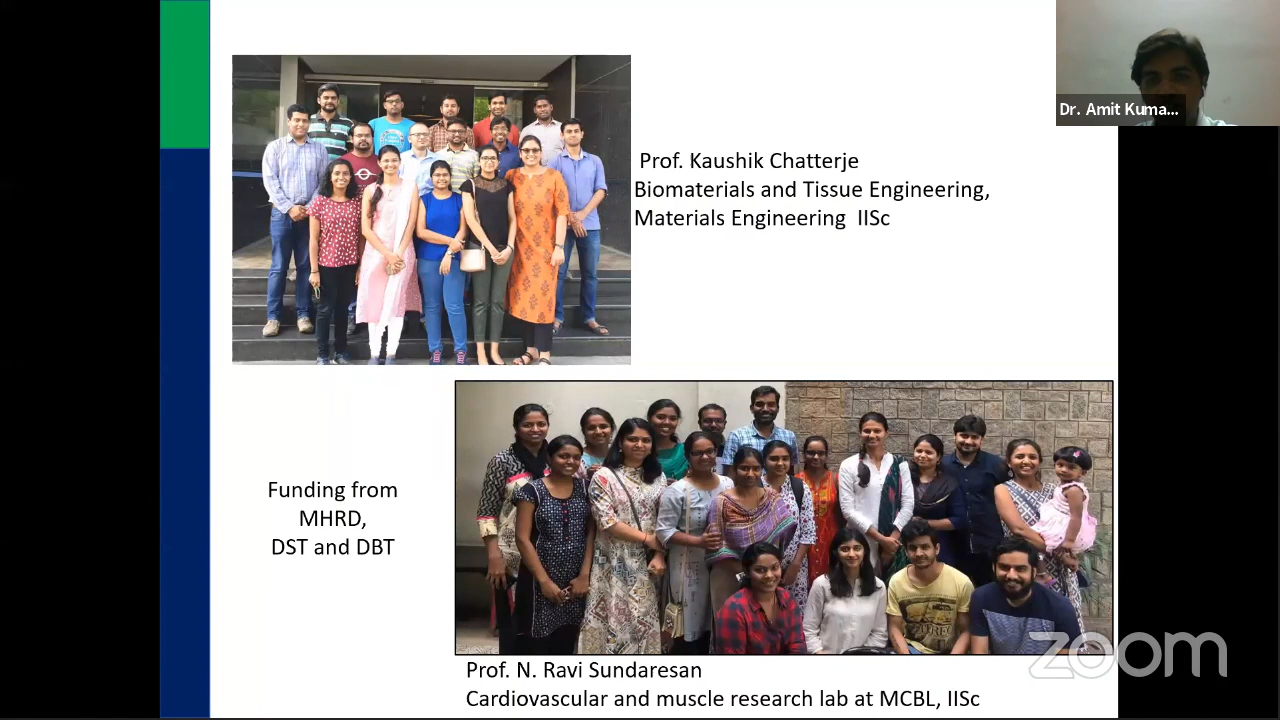 Dr. Amit Kuma...
Prof. Kaushik Chatterje
Biomaterials and Tissue Engineering,
Materials Engineering IISc
Funding from
MHRD,
DST and DBT
zoom
Prof. N. Ravi Sundaresan
Cardiovascular and muscle research lab at MCBL, IISc